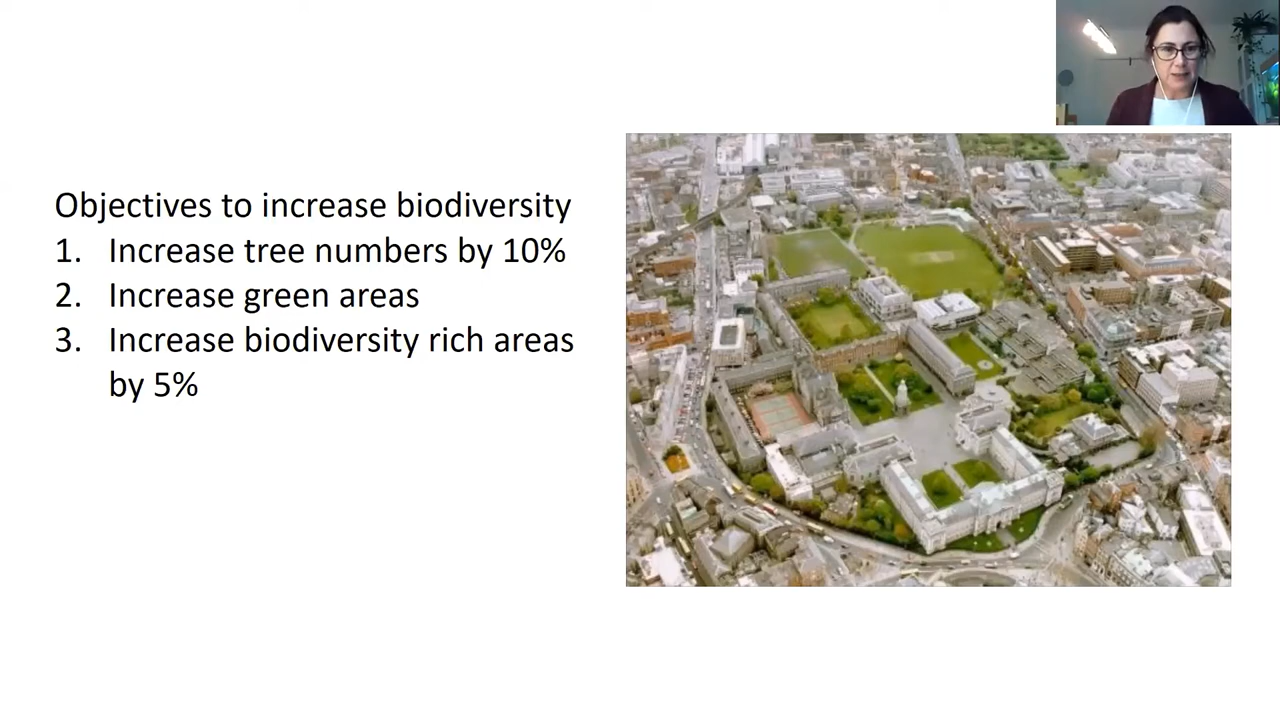 Objectives to increase biodiversity
1. Increase tree numbers by 10%
2. Increase green areas
3. Increase biodiversity rich areas
by 5%